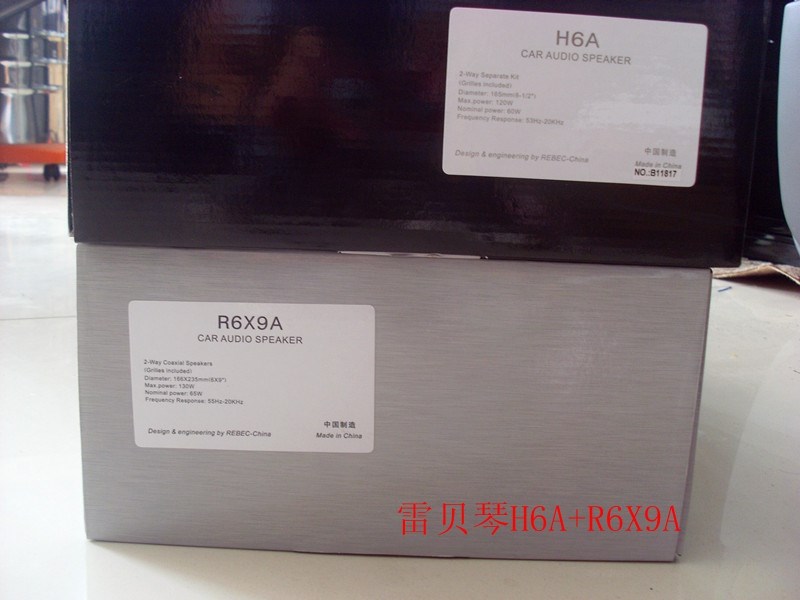 H6A
CAR AUDIO SPEAKER
2-Way Separate Kit
(Grilles included)
Diameter: 165mm(6-1/2")
Max.power: 120W
Nominal power: 60W
Frequency Response: 50Hz-20KHz
Design & engineering by REBEC-China
中国制造
Made in China
NO.:B11817
R6X9A
CAR AUDIO SPEAKER
2-Way Coaxial Speakers
(Grilles included)
Diameter: 166X235mm(6X9")
Max.power: 130W
Nominal power: 65W
Frequency Response: 55Hz-20KHz
Design & engineering by REBEC-China
中国制造
Made in China
雷贝琴H6A+R6X9A